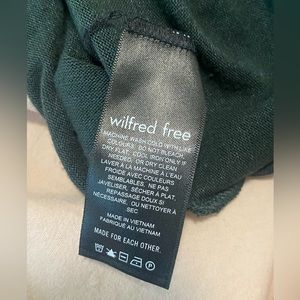 wilfred free
MACHINE WASH COLD WITH LIKE
COLOURS. DO NOT BLEACH.
DRY FLAT. COOL IRON ONLY IF
NEEDED, OR DRY CLEAN
LAVER À LA MACHINE À L'EAU
FROIDE AVEC COULEURS
SEMBLABLES. NE PAS
JAVELISER. SÉCHER À PLAT.
REPASSAGE DOUX SI
NÉCESSAIRE, OU NETTOYER À
SEC
MADE IN VIETNAM
FABRIQUÉ AU VIETNAM
MADE FOR EACH OTHER.
P